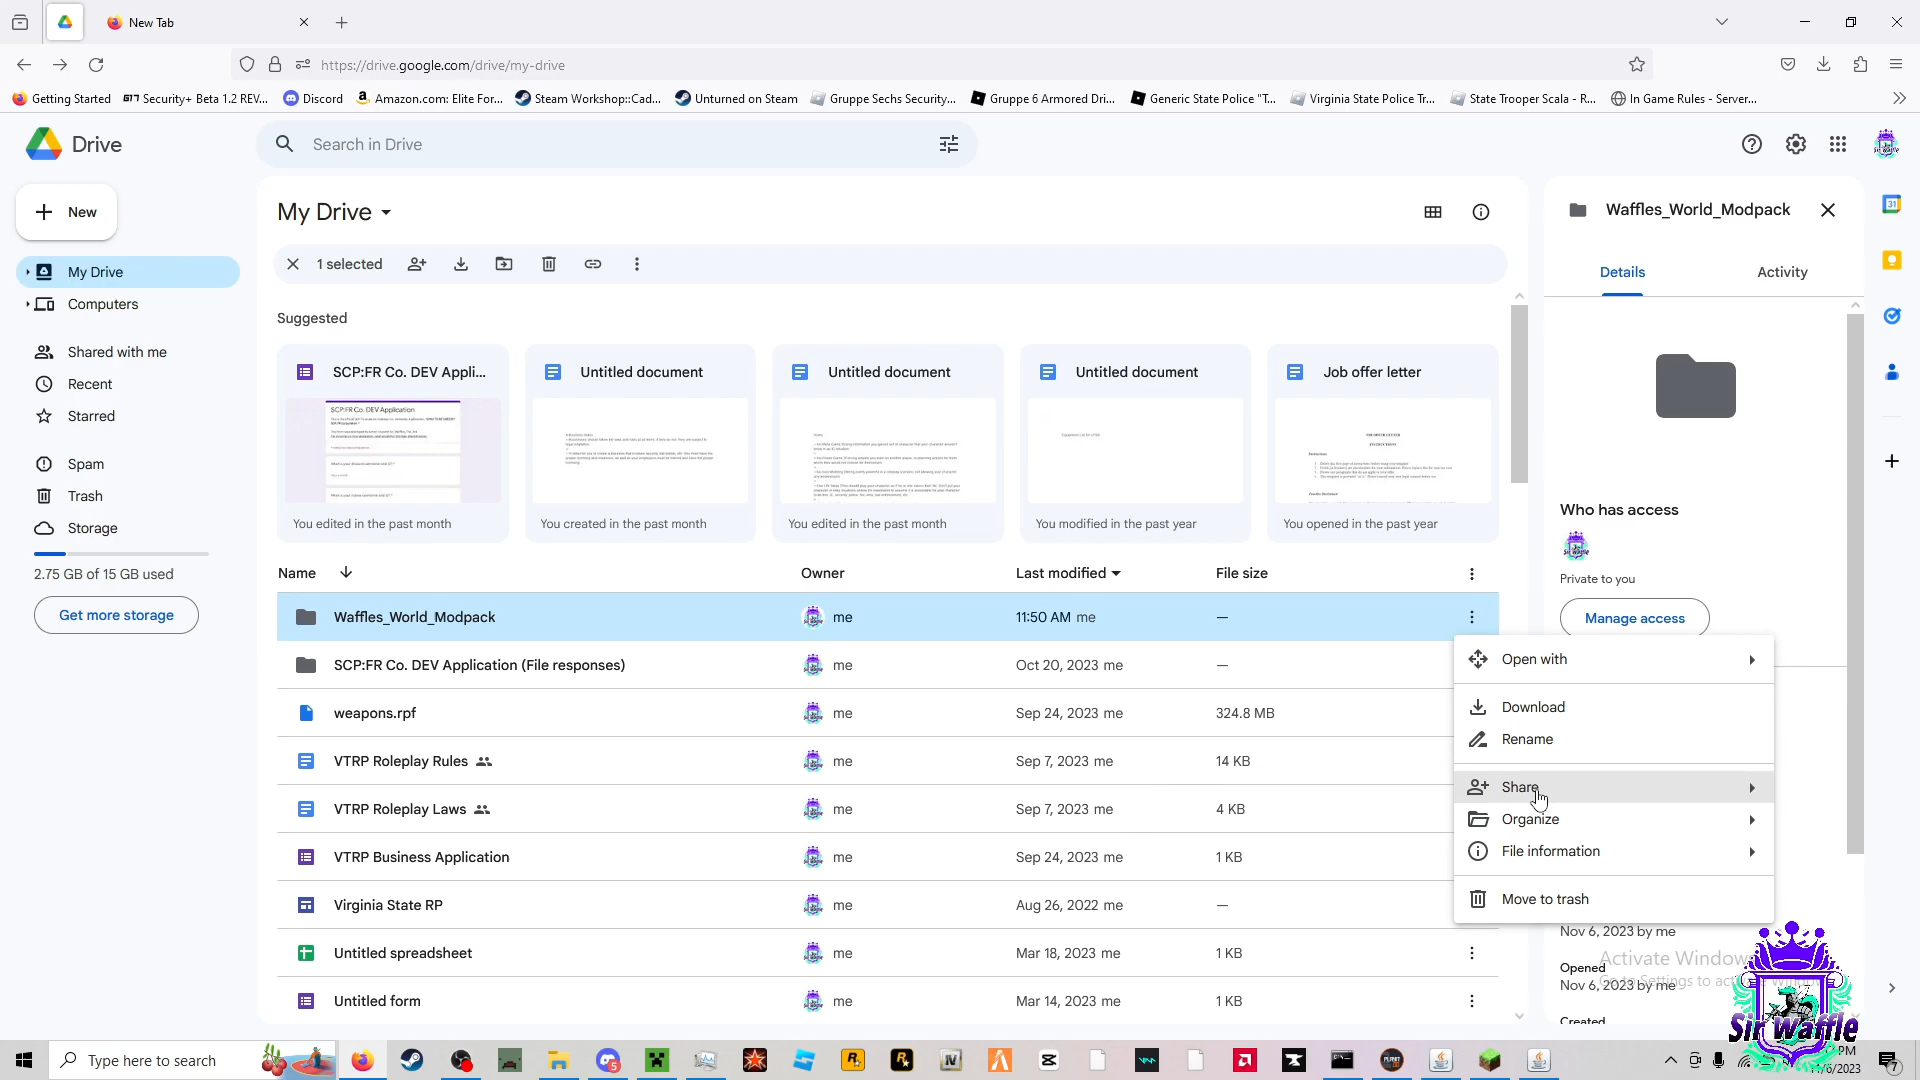 New Tab
https://drive.google.com/drive/my-drive
Getting Started
Security+ Beta 1.2 REV...
Discord
Amazon.com: Elite For...
Steam Workshop::Cad...
Unturned on Steam
Gruppe Sechs Security...
Gruppe 6 Armored Dri...
Generic State Police "T...
Virginia State Police Tr...
State Trooper Scala - R...
In Game Rules - Server...
Drive
Search in Drive
New
My Drive
Computers
Shared with me
Recent
Starred
Spam
Trash
Storage
2.75 GB of 15 GB used
Get more storage
My Drive
1 selected
Suggested
SCP:FR Co. DEV Appli...
SCP:FR Co. DEV Application
You edited in the past month
Untitled document
You created in the past month
Untitled document
You edited in the past month
Untitled document
You modified in the past year
Job offer letter
You opened in the past year
Name Owner Last modified File size
Waffles_World_Modpack me 11:50 AM me —
SCP:FR Co. DEV Application (File responses) me Oct 20, 2023 me —
weapons.rpf me Sep 24, 2023 me 324.8 MB
VTRP Roleplay Rules me Sep 7, 2023 me 14 KB
VTRP Roleplay Laws me Sep 7, 2023 me 4 KB
VTRP Business Application me Sep 24, 2023 me 1 KB
Virginia State RP me Aug 26, 2022 me —
Untitled spreadsheet me Mar 18, 2023 me 1 KB
Untitled form me Mar 14, 2023 me 1 KB
Waffles_World_Modpack
Details
Activity
Who has access
Private to you
Manage access
Open with
Download
Rename
Share
Organize
File information
Move to trash
Nov 6, 2023 by me
Activate Windows
Opened
Go to Settings to
Nov 6, 2023 by me
Created
Sir Waffle
Type here to search
PM
11/6/2023